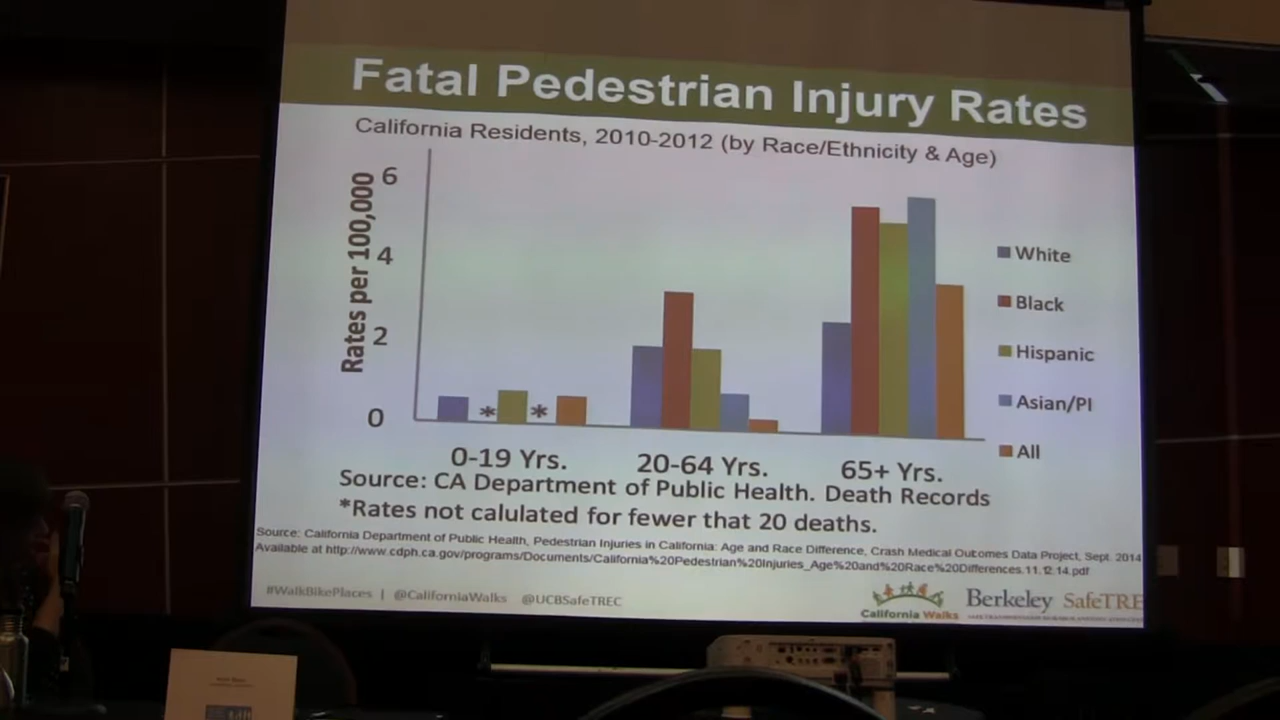 Fatal Pedestrian Injury Rates
California Residents, 2010-2012 (by Race/Ethnicity & Age)
Rates per 100,000
6
4
2
0
* *
0-19 Yrs. 20-64 Yrs. 65+ Yrs.
White
Black
Hispanic
Asian/PI
All
Source: CA Department of Public Health. Death Records
*Rates not calulated for fewer that 20 deaths.
Source: California Department of Public Health, Pedestrian Injuries in California: Age and Race Difference, Crash Medical Outcomes Data Project, Sept. 2014
Available at http://www.cdph.ca.gov/programs/Documents/California%20Pedestrian%20Injuries_Age%20and%20Race%20Differences.11.12.14.pdf
#WalkBikePlaces | @CaliforniaWalks @UCBSafeTREC
California Walks
Berkeley SafeTRE